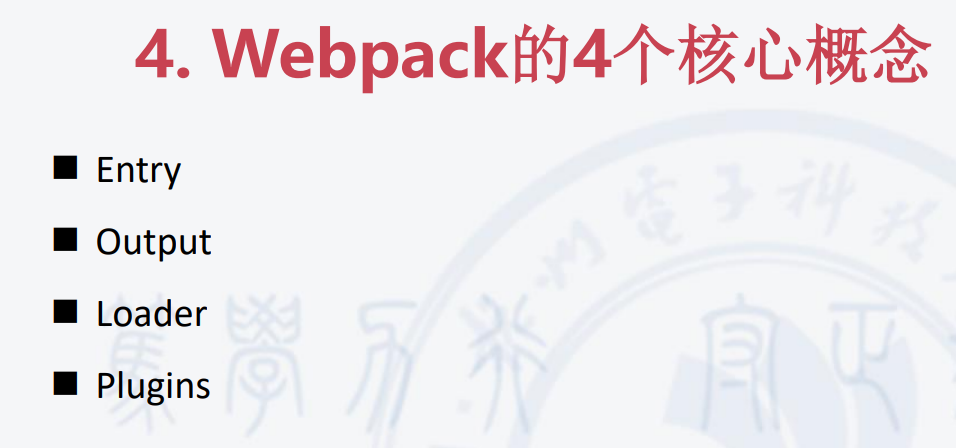 4. Webpack的4个核心概念
Entry
Output
Loader
Plugins